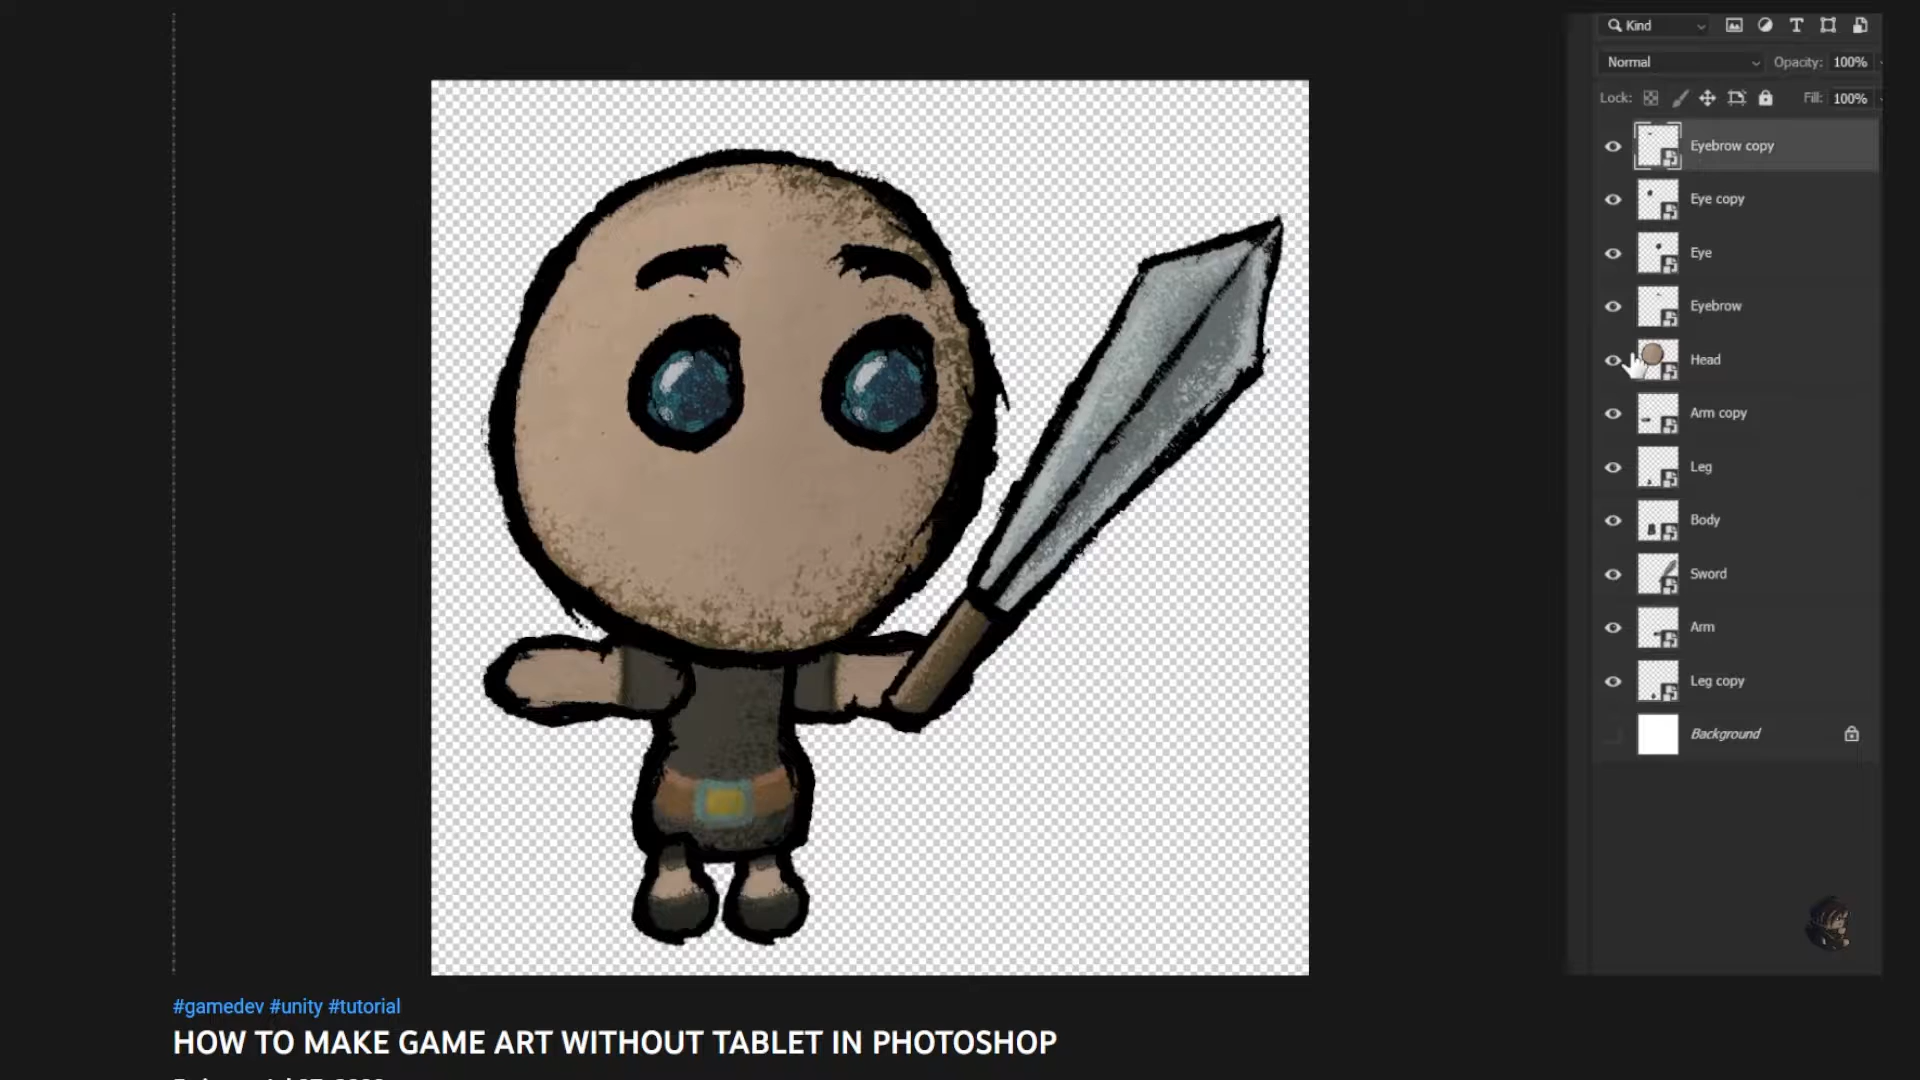 Kind
Normal Opacity: 100%
Lock: Fill: 100%
Eyebrow copy
Eye copy
Eye
Eyebrow
Head
Arm copy
Leg
Body
Sword
Arm
Leg copy
Background
#gamedev #unity #tutorial
HOW TO MAKE GAME ART WITHOUT TABLET IN PHOTOSHOP